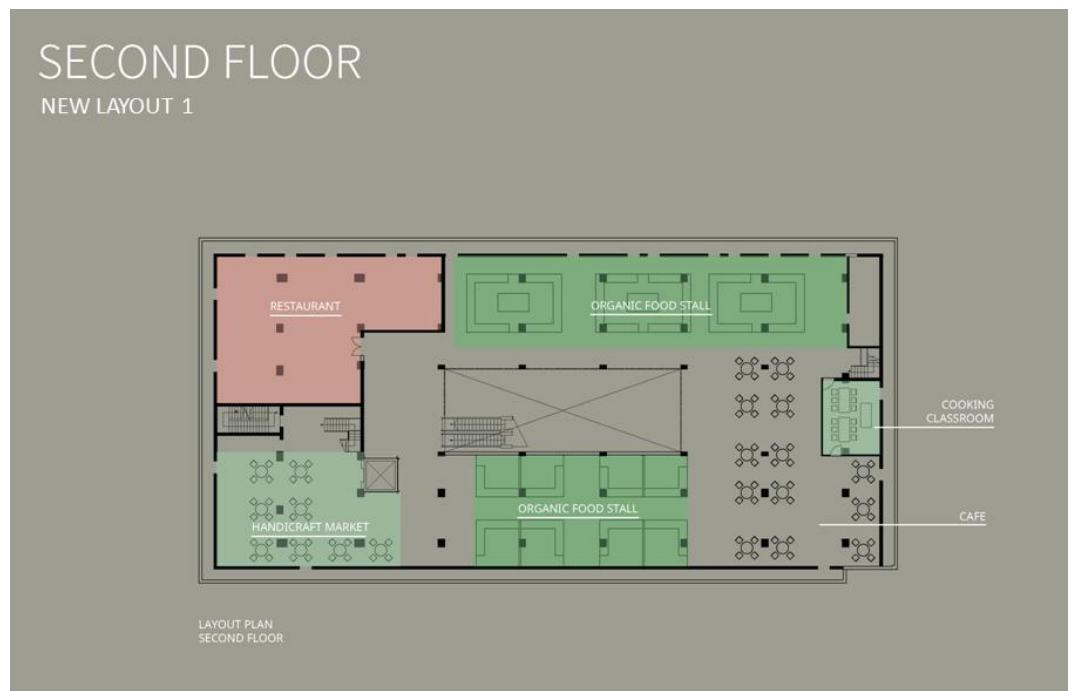 SECOND FLOOR
NEW LAYOUT 1
RESTAURANT
ORGANIC FOOD STALL
COOKING
CLASSROOM
ORGANIC FOOD STALL
CAFE
HANDICRAFT MARKET
LAYOUT PLAN
SECOND FLOOR